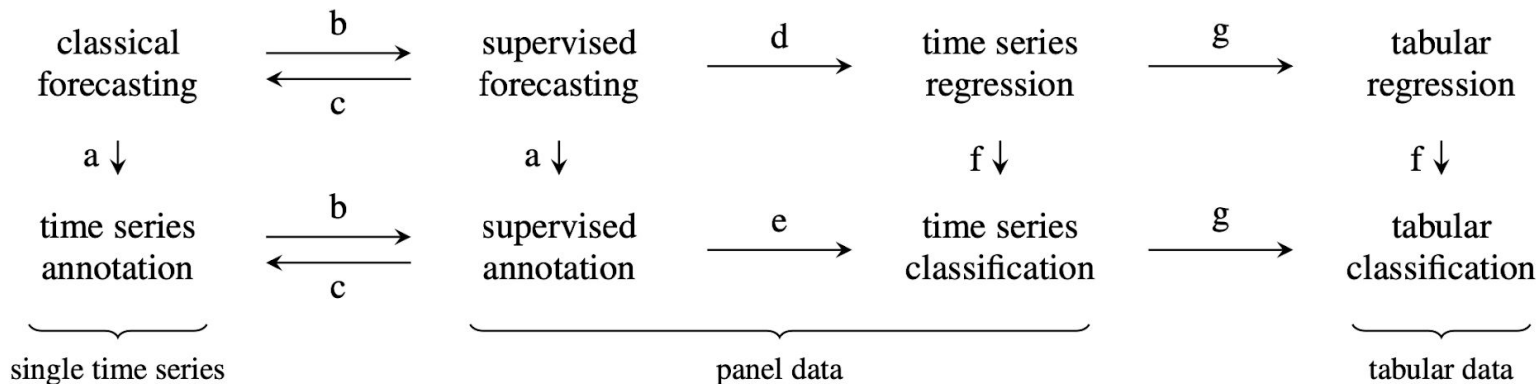 b
d
g
classical
supervised
time series
tabular
forecasting
forecasting
regression
regression
c
a
a
f
f
b
e
g
time series
supervised
time series
tabular
annotation
annotation
classification
classification
c
single time series
panel data
tabular data